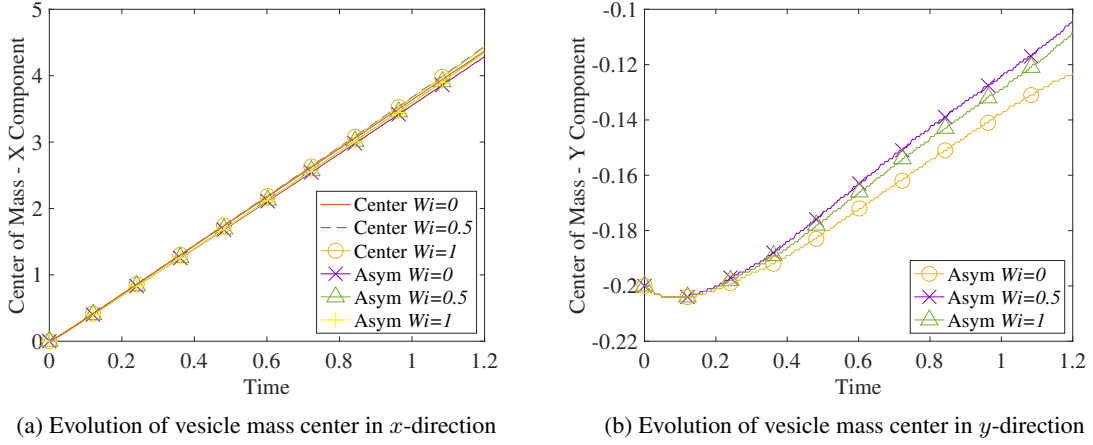 5
4
3
2
1
0
0 0.2 0.4 0.6 0.8 1 1.2
Center of Mass - X Component
Time
Center Wi=0
Center Wi=0.5
Center Wi=1
Asym Wi=0
Asym Wi=0.5
Asym Wi=1
(a) Evolution of vesicle mass center in x-direction
-0.1
-0.12
-0.14
-0.16
-0.18
-0.2
-0.22
0 0.2 0.4 0.6 0.8 1 1.2
Center of Mass - Y Component
Time
Asym Wi=0
Asym Wi=0.5
Asym Wi=1
(b) Evolution of vesicle mass center in y-direction